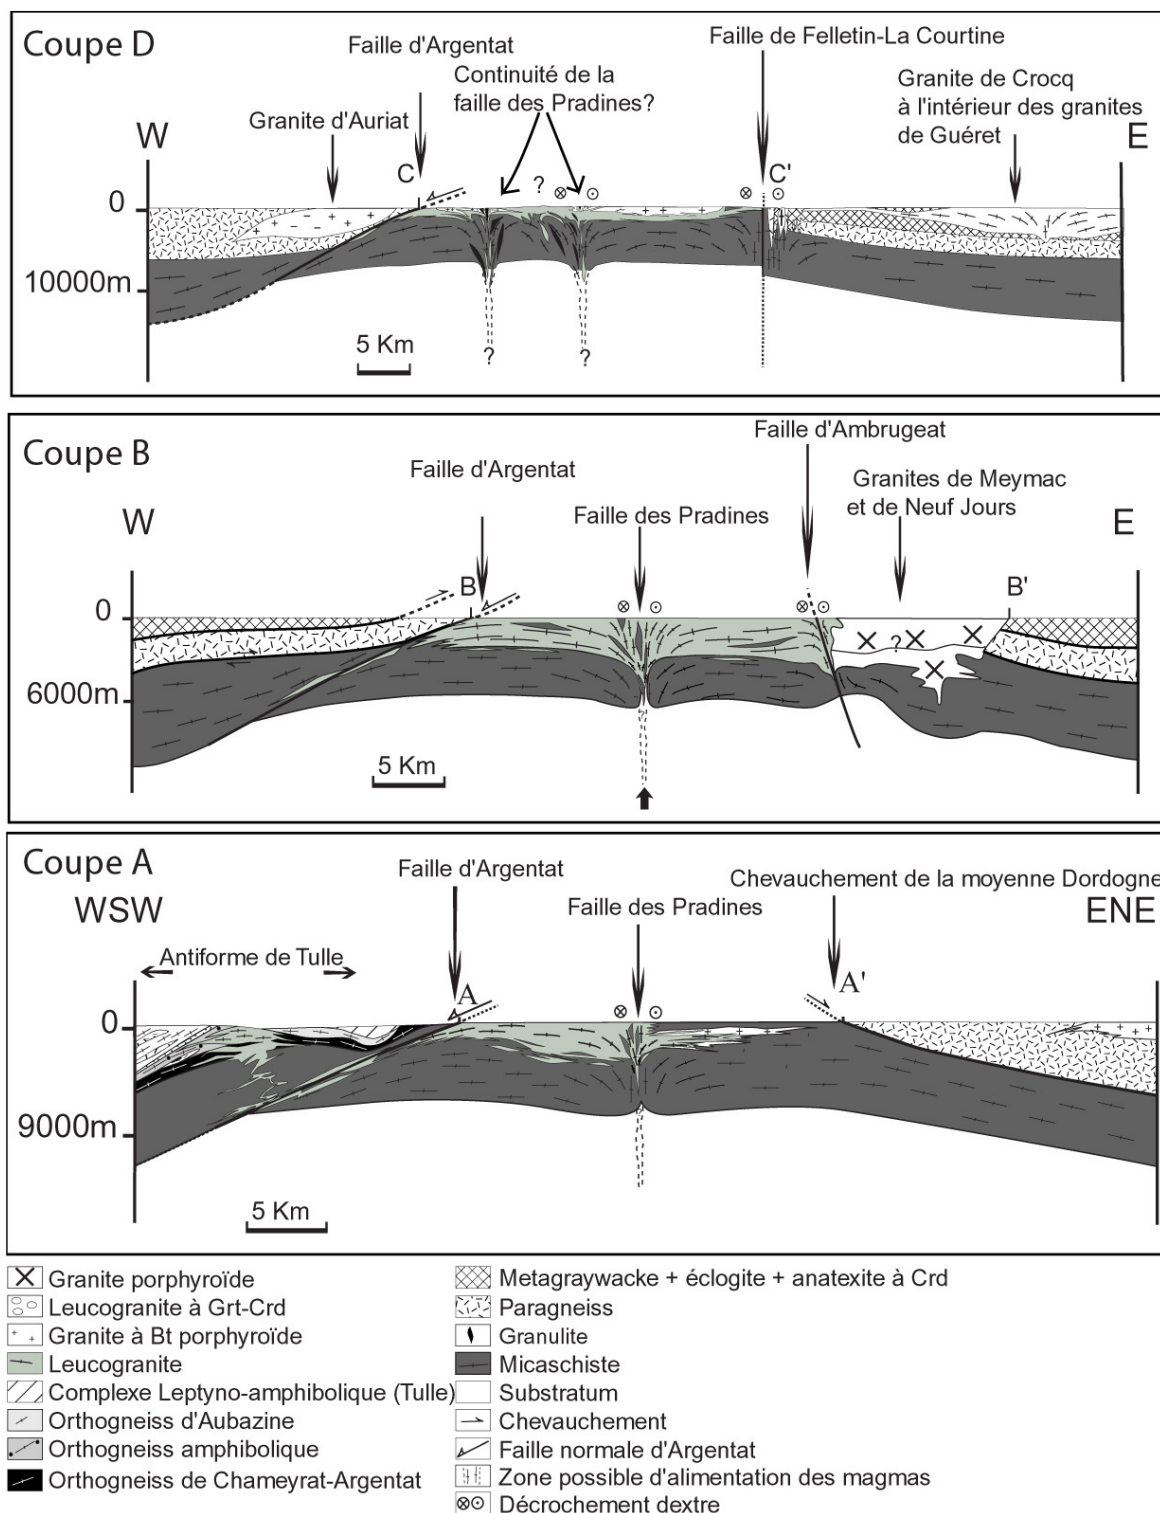 Coupe D
Faille d'Argentat
Faille de Felletin-La Courtine
Continuité de la
faille des Pradines?
Granite de Crocq
à l'intérieur des granites
de Guéret
Granite d'Auriat
W
E
C
C'
?
0
10000m
5 Km
?
?
Coupe B
Faille d'Ambrugeat
Faille d'Argentat
Granites de Meymac
et de Neuf Jours
Faille des Pradines
W
E
B
B'
0
?
6000m
5 Km
Coupe A
Faille d'Argentat
Chevauchement de la moyenne Dordogne
WSW
Faille des Pradines
ENE
Antiforme de Tulle
A
A'
0
9000m
5 Km
Granite porphyroïde
Leucogranite à Grt-Crd
Granite à Bt porphyroïde
Leucogranite
Complexe Leptyno-amphibolique (Tulle)
Orthogneiss d'Aubazine
Orthogneiss amphibolique
Orthogneiss de Chameyrat-Argentat
Metagraywacke + éclogite + anatexite à Crd
Paragneiss
Granulite
Micaschiste
Substratum
Chevauchement
Faille normale d'Argentat
Zone possible d'alimentation des magmas
Décrochement dextre